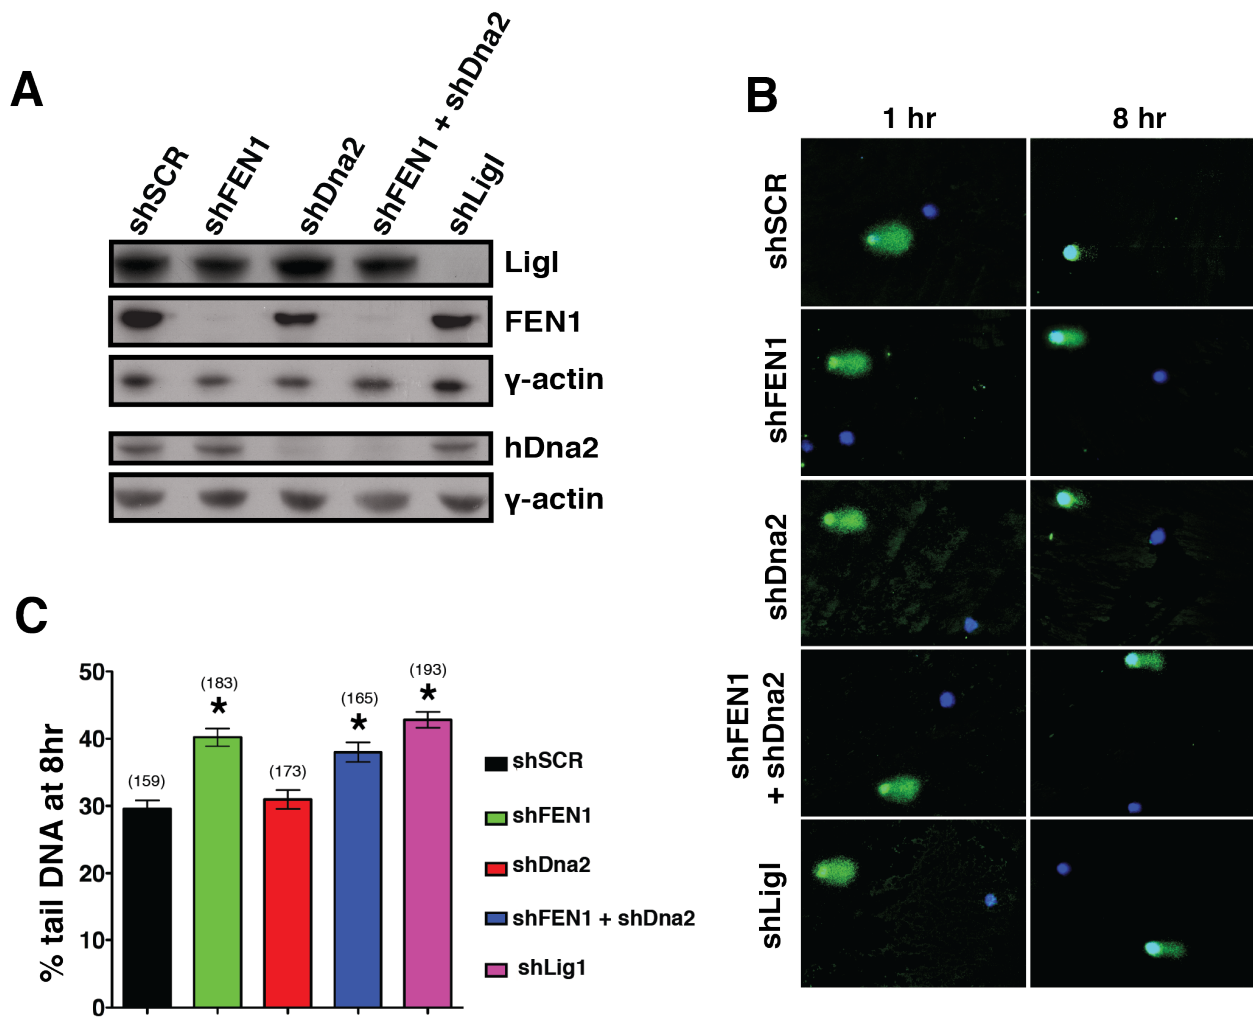 A
shSCR
shFEN1
shDna2
shFEN1 + shDna2
shLigI
LigI
FEN1
γ-actin
hDna2
γ-actin
B
1 hr
8 hr
shSCR
shFEN1
shDna2
shFEN1
+ shDna2
shLigI
C
% tail DNA at 8hr
50
40
30
20
10
0
(159)
(183)
*
(173)
(165)
*
(193)
*
shSCR
shFEN1
shDna2
shFEN1 + shDna2
shLig1